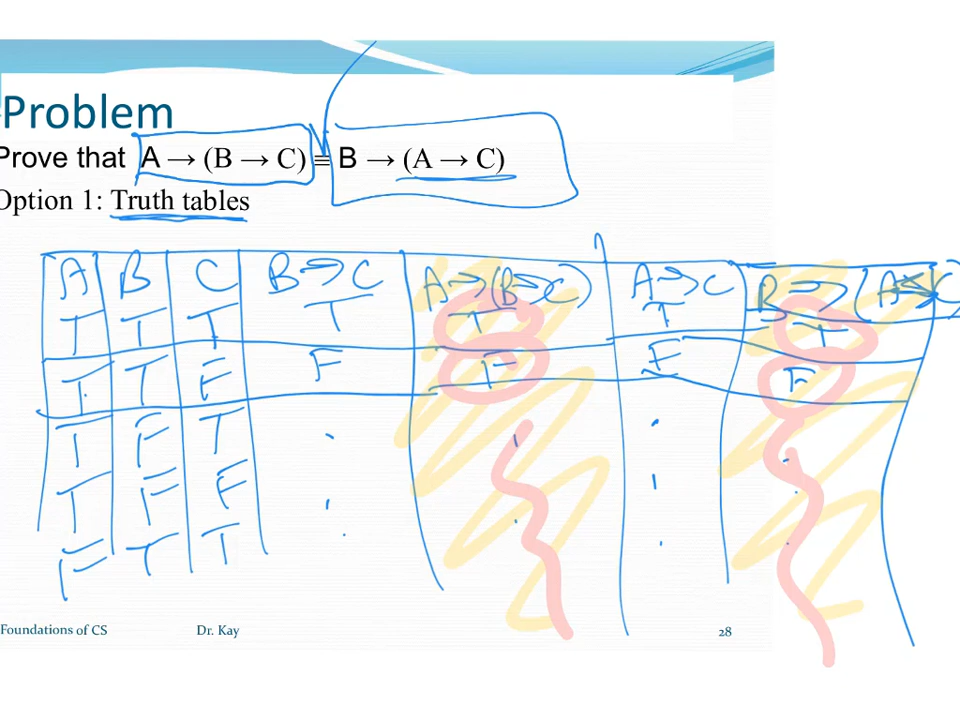 Problem
Prove that A → (B → C) ≡ B → (A → C)
Option 1: Truth tables
A B C B → C A → (B → C) A → C B → (A → C)
T T T T T T T
T T F F F F F
T F T . . . .
T F F . . . .
F T T . . . .
Foundations of CS Dr. Kay 28